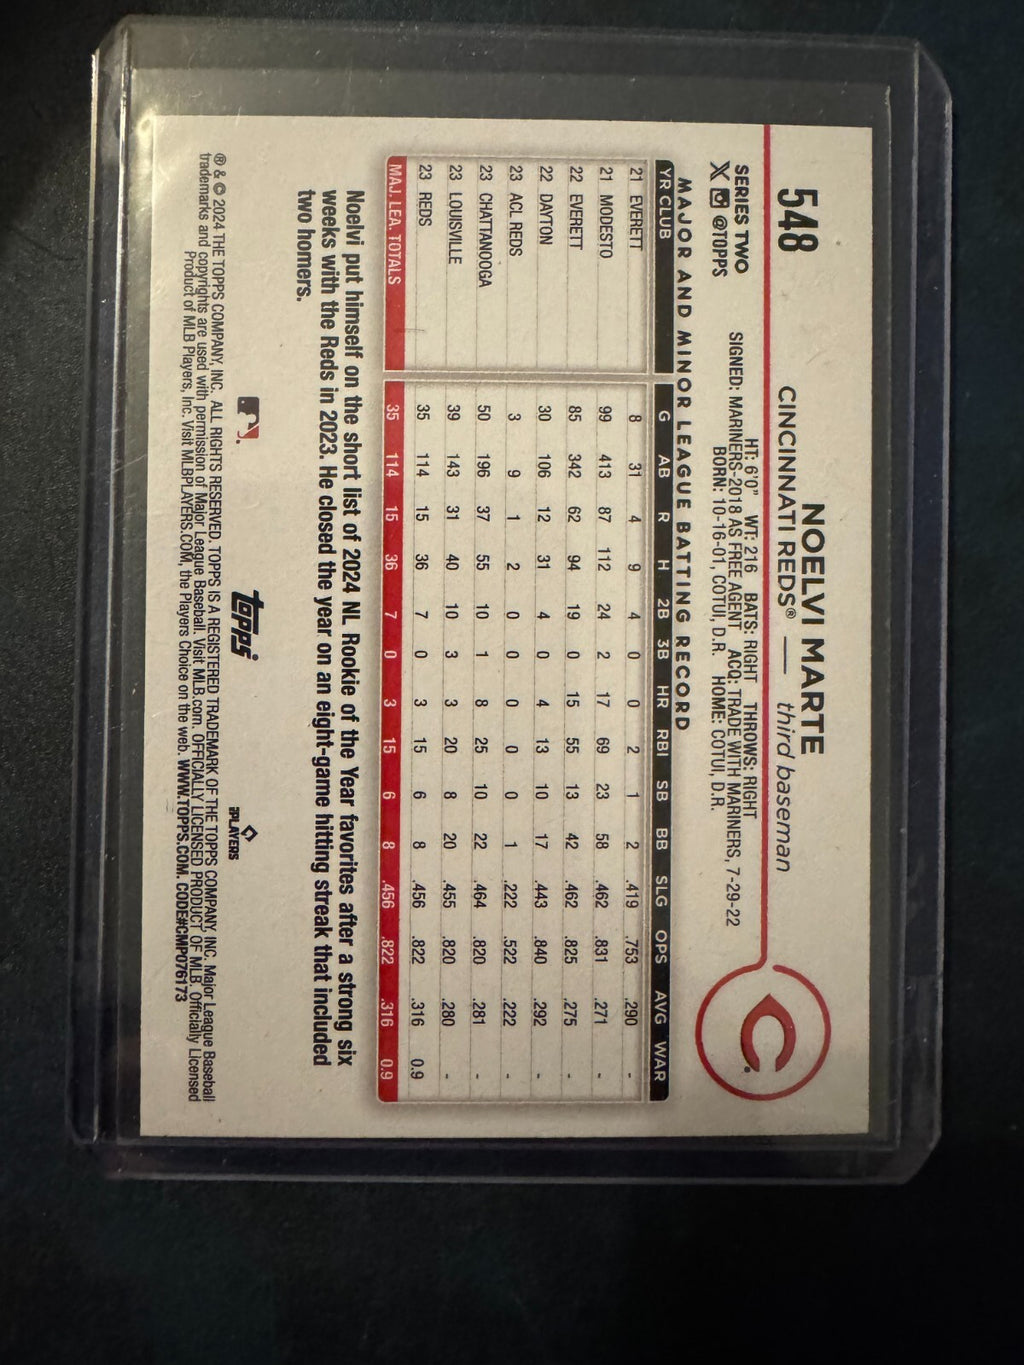 548
NOELVI MARTE
CINCINNATI REDS® — third baseman
SERIES TWO
X @TOPPS
HT: 6'0" WT: 216 BATS: RIGHT THROWS: RIGHT
SIGNED: MARINERS-2018 AS FREE AGENT ACQ: TRADE WITH MARINERS, 7-29-22
BORN: 10-16-01, COTUI, D.R. HOME: COTUI, D.R.
MAJOR AND MINOR LEAGUE BATTING RECORD
YR CLUB G AB R H 2B 3B HR RBI SB BB SLG OPS AVG WAR
21 EVERETT 8 31 4 9 4 0 0 2 1 2 .419 .753 .290 -
21 MODESTO 99 413 87 112 24 2 17 69 23 58 .462 .831 .271 -
22 EVERETT 85 342 62 94 19 0 15 55 13 42 .462 .825 .275 -
22 DAYTON 30 106 12 31 4 0 4 13 10 17 .443 .840 .292 -
23 ACL REDS 3 9 1 2 0 0 0 0 0 1 .222 .522 .222 -
23 CHATTANOOGA 50 196 37 55 10 1 8 25 10 22 .464 .820 .281 -
23 LOUISVILLE 39 143 31 40 10 3 3 20 8 20 .455 .820 .280 -
23 REDS 35 114 15 36 7 0 3 15 6 8 .456 .822 .316 0.9
MAJ. LEA. TOTALS 35 114 15 36 7 0 3 15 6 8 .456 .822 .316 0.9
Noelvi put himself on the short list of 2024 NL Rookie of the Year favorites after a strong six
weeks with the Reds in 2023. He closed the year on an eight-game hitting streak that included
two homers.
topps
PLAYERS
® & © 2024 THE TOPPS COMPANY, INC. ALL RIGHTS RESERVED. TOPPS IS A REGISTERED TRADEMARK OF THE TOPPS COMPANY, INC. Major League Baseball
trademarks and copyrights are used with permission of Major League Baseball. Visit MLB.com. OFFICIALLY LICENSED PRODUCT OF MLB. Officially Licensed
Product of MLB Players, Inc. Visit MLBPLAYERS.COM, the Players Choice on the web. WWW.TOPPS.COM. CODE#CMP076173